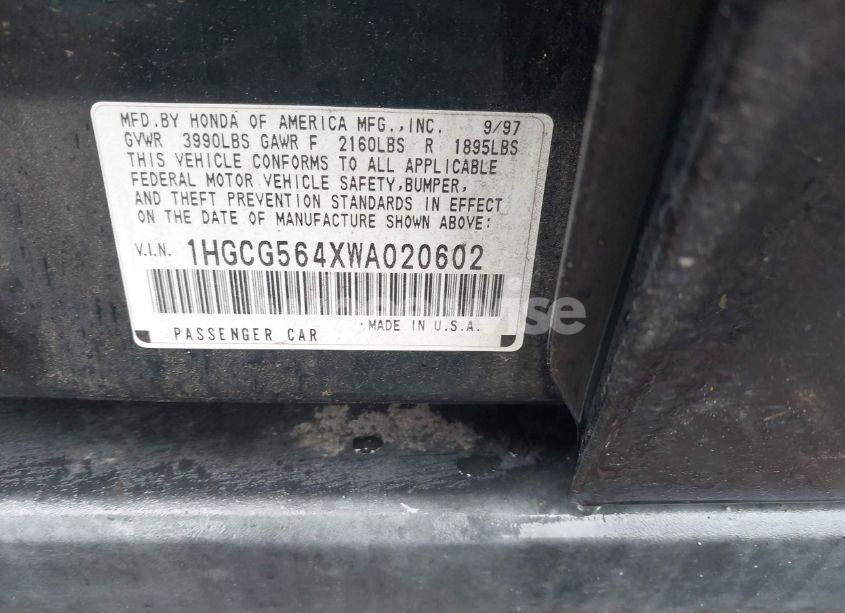 MFD.BY HONDA OF AMERICA MFG.,INC. 9/97
GVWR 3990LBS GAWR F 2160LBS R 1895LBS
THIS VEHICLE CONFORMS TO ALL APPLICABLE
FEDERAL MOTOR VEHICLE SAFETY,BUMPER,
AND THEFT PREVENTION STANDARDS IN EFFECT
ON THE DATE OF MANUFACTURE SHOWN ABOVE:
V.I.N. 1HGCG564XWA020602
PASSENGER CAR MADE IN U.S.A.